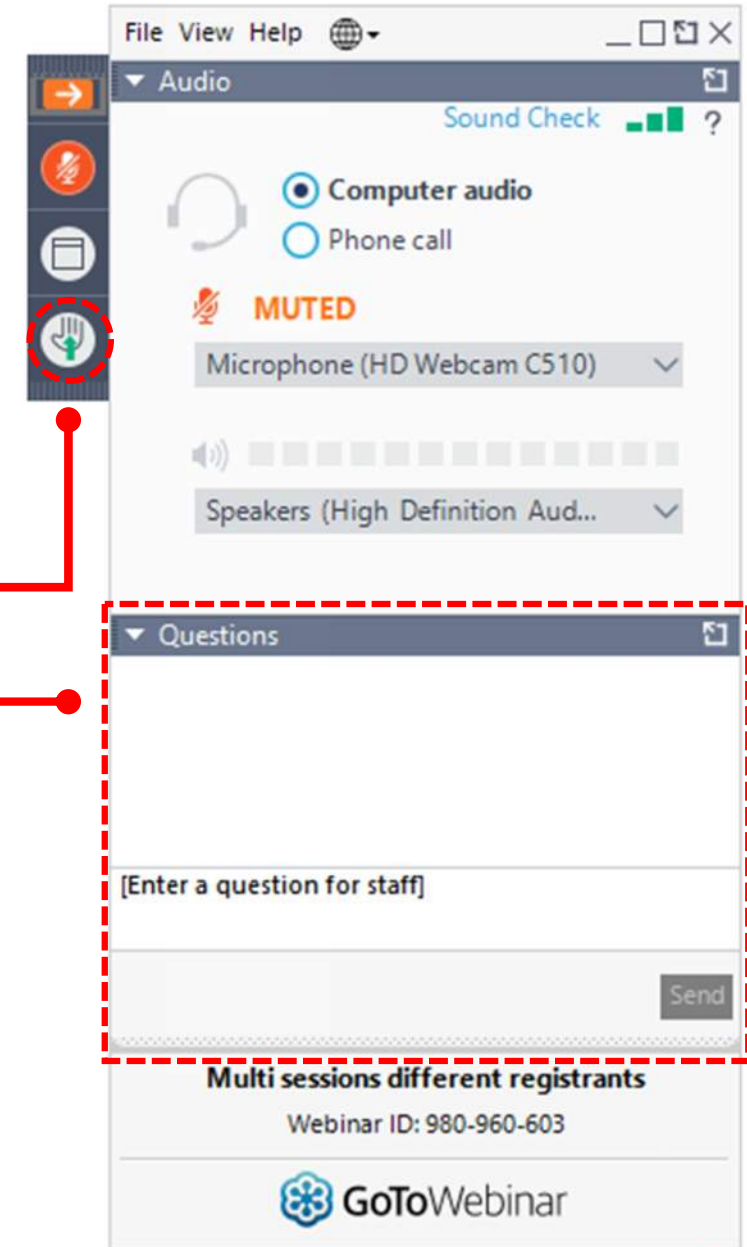 File View Help
Audio
Sound Check ?
Computer audio
Phone call
MUTED
Microphone (HD Webcam C510)
Speakers (High Definition Aud...
Questions
[Enter a question for staff]
Send
Multi sessions different registrants
Webinar ID: 980-960-603
GoToWebinar